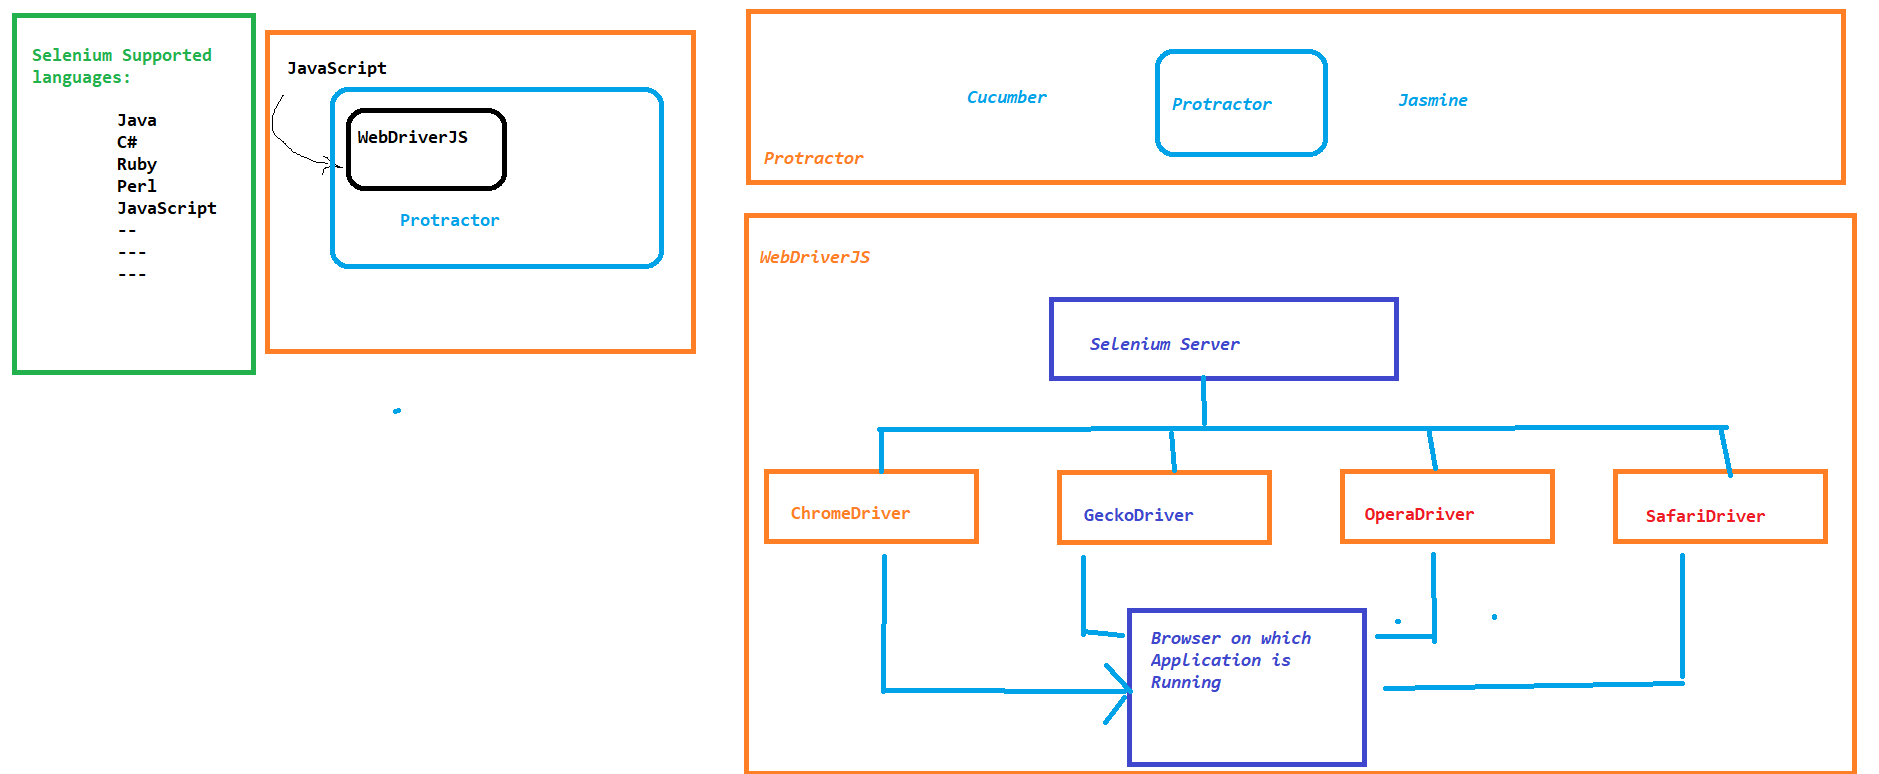 Selenium Supported
languages:
Java
C#
Ruby
Perl
JavaScript
--
---
---
JavaScript
WebDriverJS
Protractor
Cucumber
Protractor
Jasmine
Protractor
WebDriverJS
Selenium Server
ChromeDriver
GeckoDriver
OperaDriver
SafariDriver
Browser on which
Application is
Running